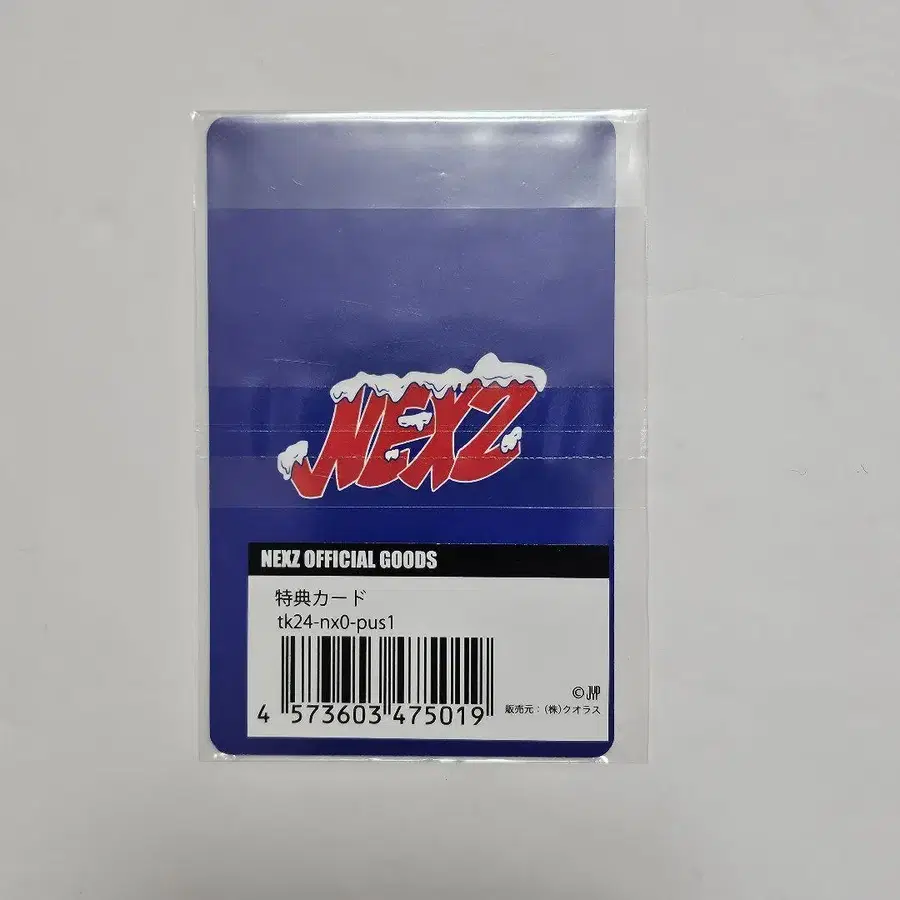 NEXZ
NEXZ OFFICIAL GOODS
特典カード
tk24-nx0-pus1
4 573603 475019
© JYP
販売元：(株)クオラス